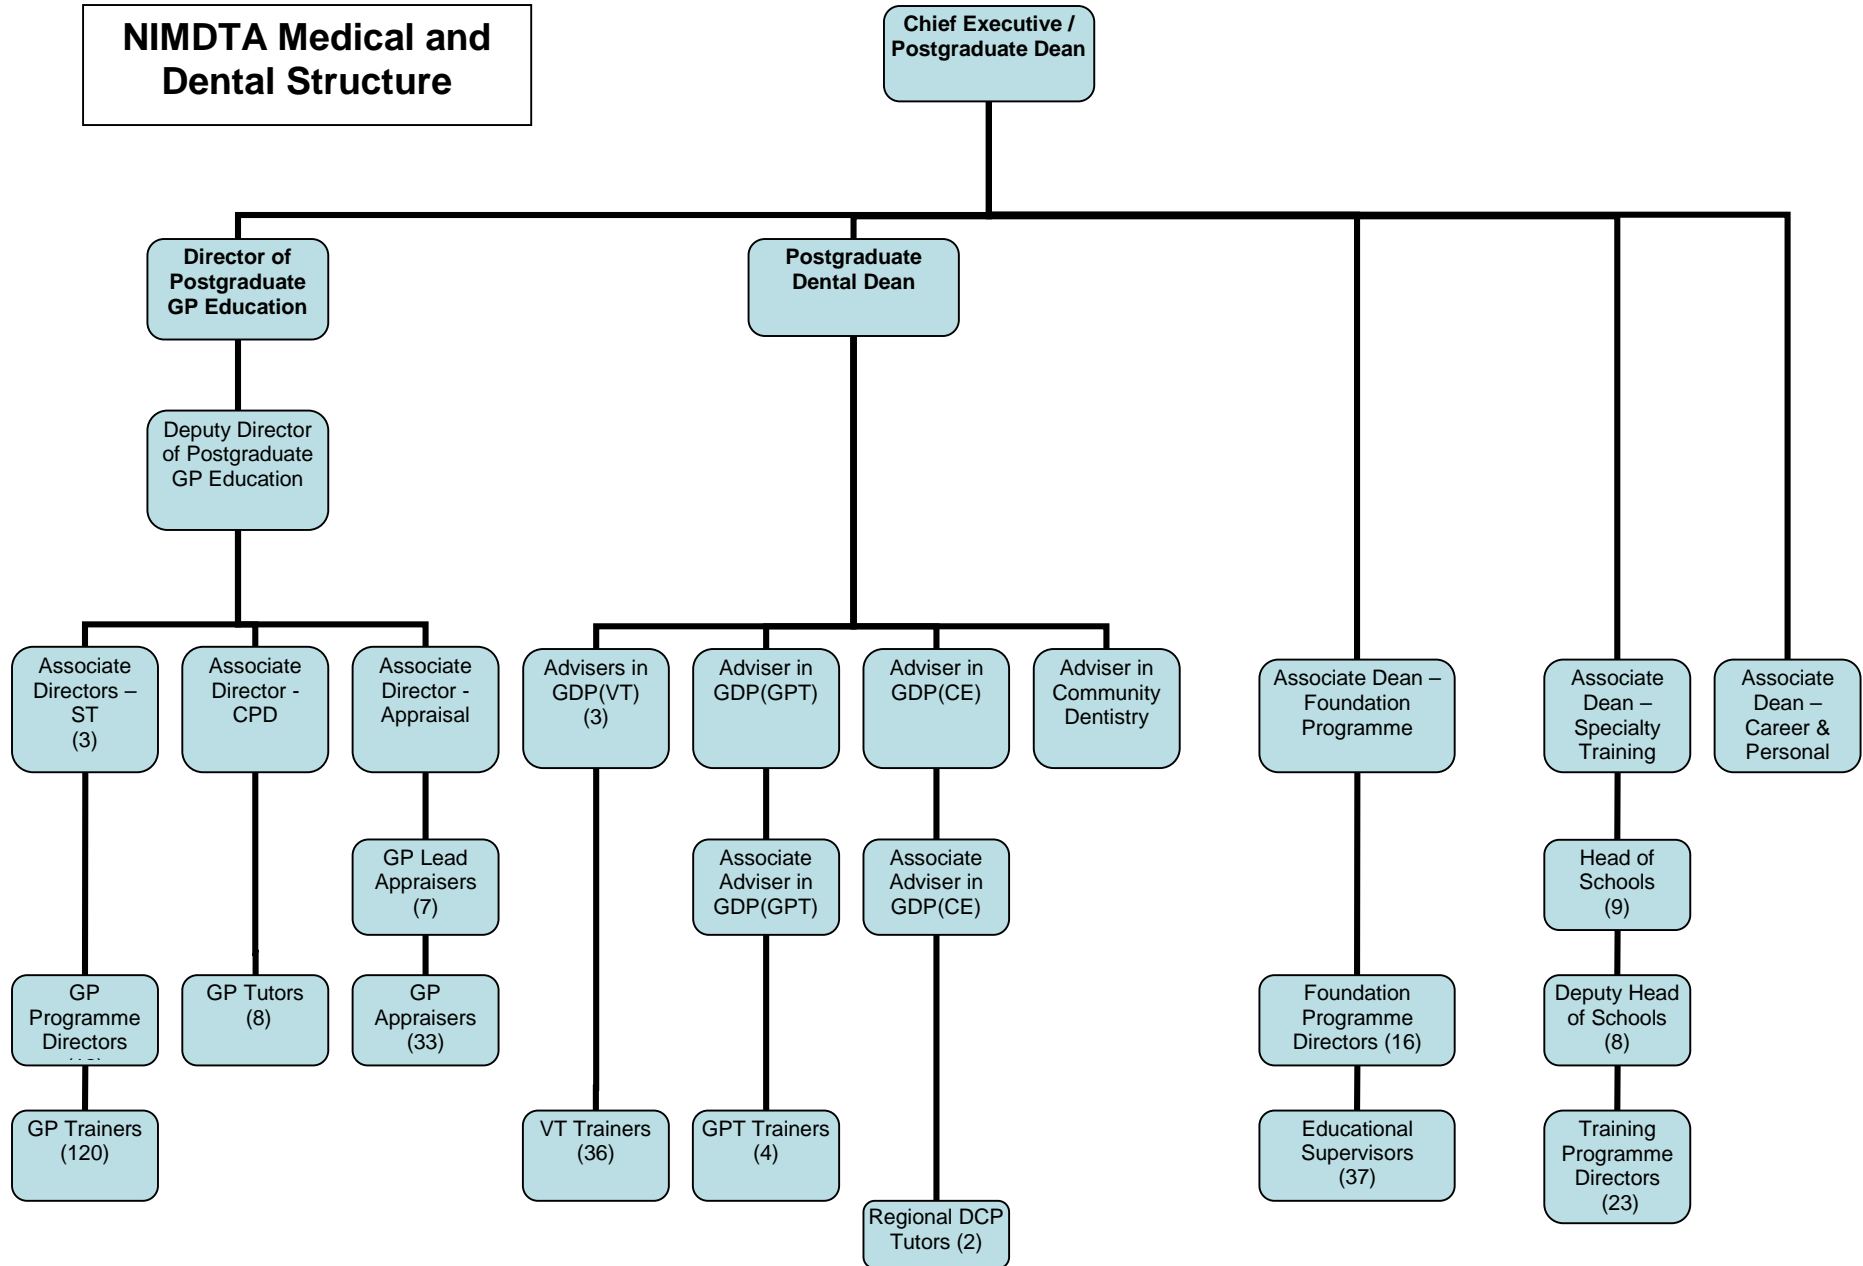 NIMDTA Medical and
Dental Structure
Chief Executive /
Postgraduate Dean
Director of
Postgraduate
GP Education
Postgraduate
Dental Dean
Deputy Director
of Postgraduate
GP Education
Associate
Directors –
ST
(3)
Associate
Director -
CPD
Associate
Director -
Appraisal
Advisers in
GDP(VT)
(3)
Adviser in
GDP(GPT)
Adviser in
GDP(CE)
Adviser in
Community
Dentistry
Associate Dean –
Foundation
Programme
Associate
Dean –
Specialty
Training
Associate
Dean –
Career &
Personal
GP Lead
Appraisers
(7)
Associate
Adviser in
GDP(GPT)
Associate
Adviser in
GDP(CE)
Head of
Schools
(9)
GP
Programme
Directors
GP Tutors
(8)
GP
Appraisers
(33)
Foundation
Programme
Directors (16)
Deputy Head
of Schools
(8)
GP Trainers
(120)
VT Trainers
(36)
GPT Trainers
(4)
Educational
Supervisors
(37)
Training
Programme
Directors
(23)
Regional DCP
Tutors (2)